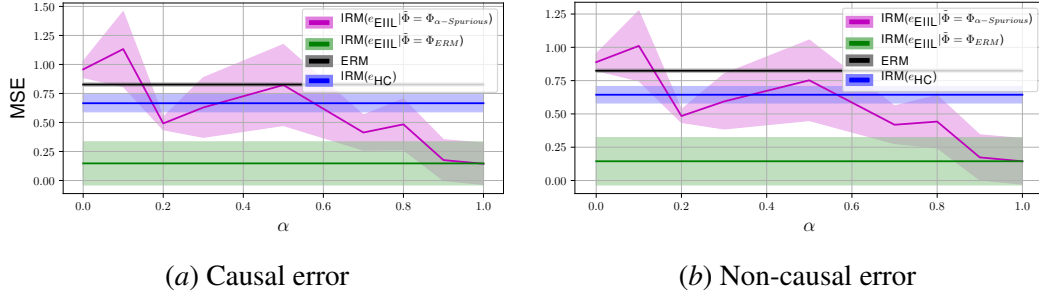 1.50
1.25
1.00
0.75
0.50
0.25
0.00
MSE
0.0 0.2 0.4 0.6 0.8 1.0
α
IRM(e_EIIL|Φ̃ = Φ_α−Spurious)
IRM(e_EIIL|Φ̃ = Φ_ERM)
ERM
IRM(e_HC)
(a) Causal error
1.25
1.00
0.75
0.50
0.25
0.00
0.0 0.2 0.4 0.6 0.8 1.0
α
IRM(e_EIIL|Φ̃ = Φ_α−Spurious)
IRM(e_EIIL|Φ̃ = Φ_ERM)
ERM
IRM(e_HC)
(b) Non-causal error